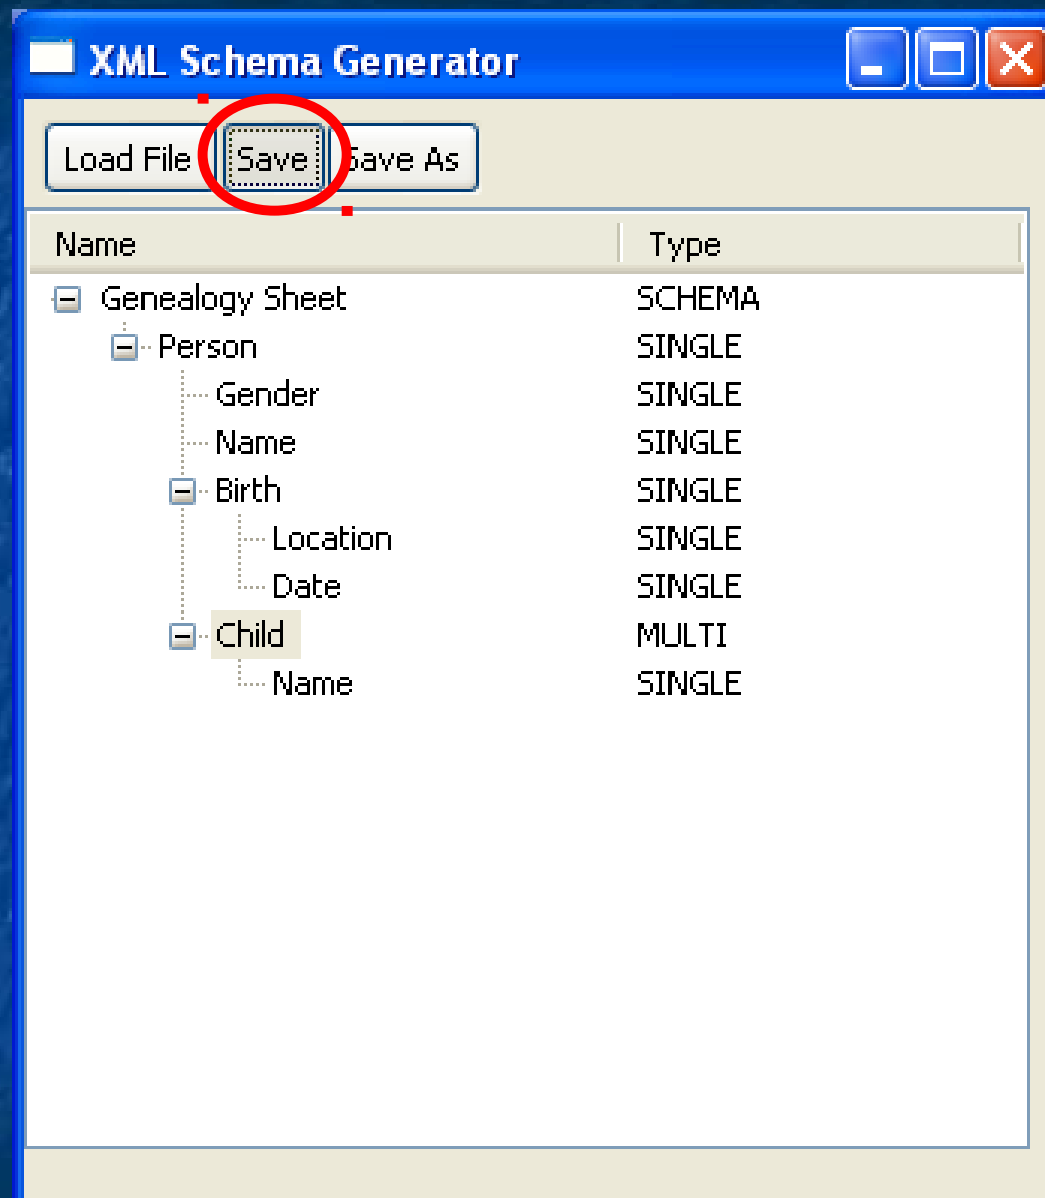 XML Schema Generator
Load File Save Save As
Name Type
Genealogy Sheet SCHEMA
Person SINGLE
Gender SINGLE
Name SINGLE
Birth SINGLE
Location SINGLE
Date SINGLE
Child MULTI
Name SINGLE